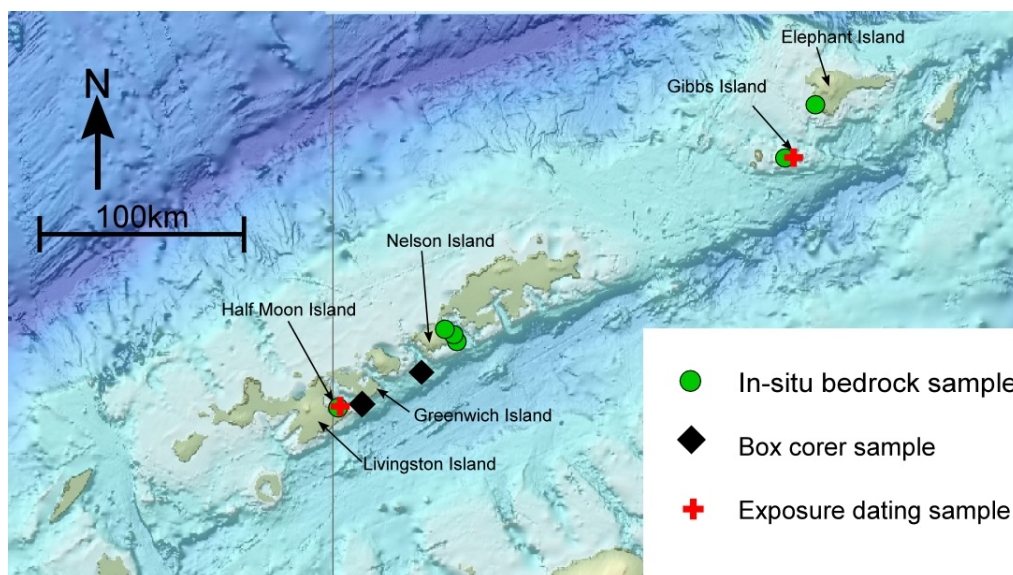 Elephant Island
Gibbs Island
N
100km
Nelson Island
Half Moon Island
Greenwich Island
Livingston Island
In-situ bedrock sample
Box corer sample
Exposure dating sample